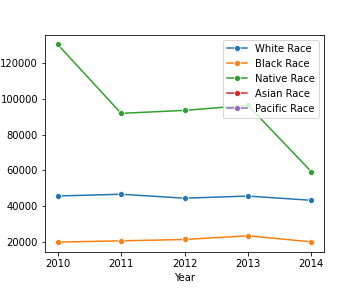 White Race
Black Race
Native Race
Asian Race
Pacific Race
120000
100000
80000
60000
40000
20000
2010 2011 2012 2013 2014
Year